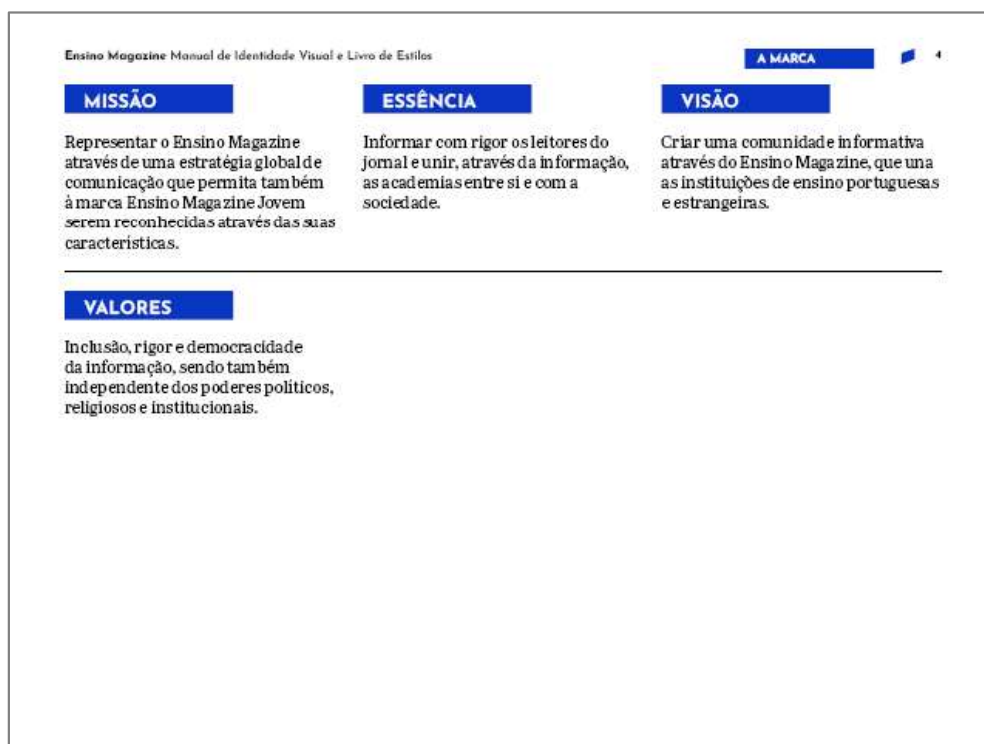 Ensino Magazine Manual de Identidade Visual e Livro de Estilos
A MARCA
4
MISSÃO
Representar o Ensino Magazine
através de uma estratégia global de
comunicação que permita também
à marca Ensino Magazine Jovem
serem reconhecidas através das suas
características.
ESSÊNCIA
Informar com rigor os leitores do
jornal e unir, através da informação,
as academias entre si e com a
sociedade.
VISÃO
Criar uma comunidade informativa
através do Ensino Magazine, que una
as instituições de ensino portuguesas
e estrangeiras.
VALORES
Inclusão, rigor e democracidade
da informação, sendo também
independente dos poderes políticos,
religiosos e institucionais.